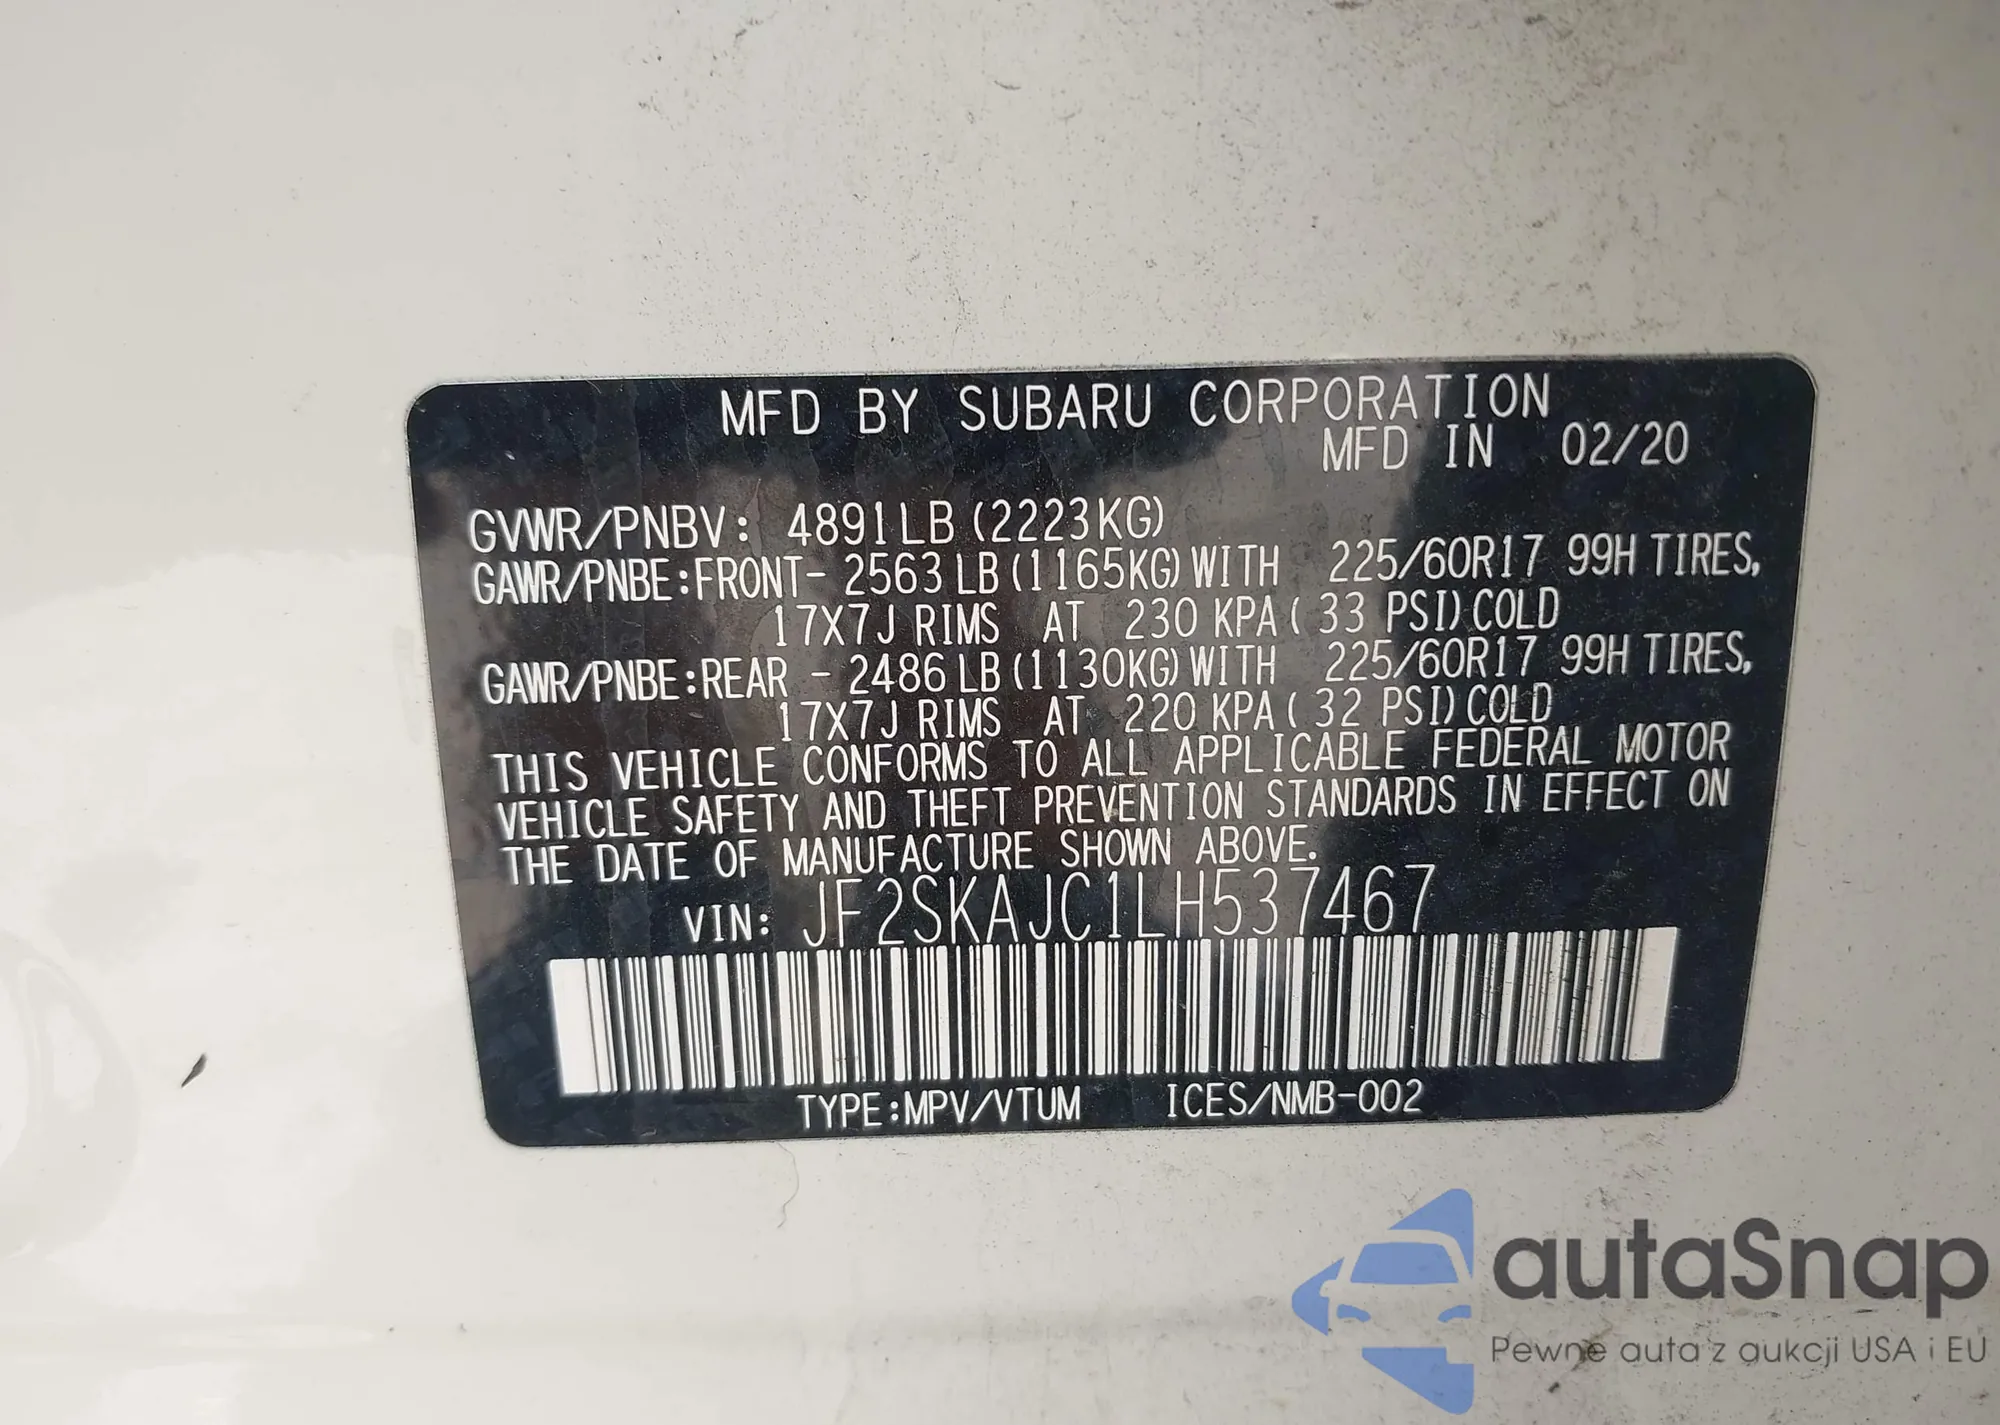 MFD BY SUBARU CORPORATION
MFD IN 02/20
GVWR/PNBV: 4891LB (2223KG)
GAWR/PNBE:FRONT- 2563 LB (1165KG) WITH 225/60R17 99H TIRES,
17X7J RIMS AT 230 KPA ( 33 PSI) COLD
GAWR/PNBE:REAR - 2486 LB (1130KG) WITH 225/60R17 99H TIRES,
17X7J RIMS AT 220 KPA ( 32 PSI) COLD
THIS VEHICLE CONFORMS TO ALL APPLICABLE FEDERAL MOTOR
VEHICLE SAFETY AND THEFT PREVENTION STANDARDS IN EFFECT ON
THE DATE OF MANUFACTURE SHOWN ABOVE.
VIN: JF2SKAJC1LH537467
TYPE:MPV/VTUM ICES/NMB-002
autaSnap
Pewne auta z aukcji USA i EU